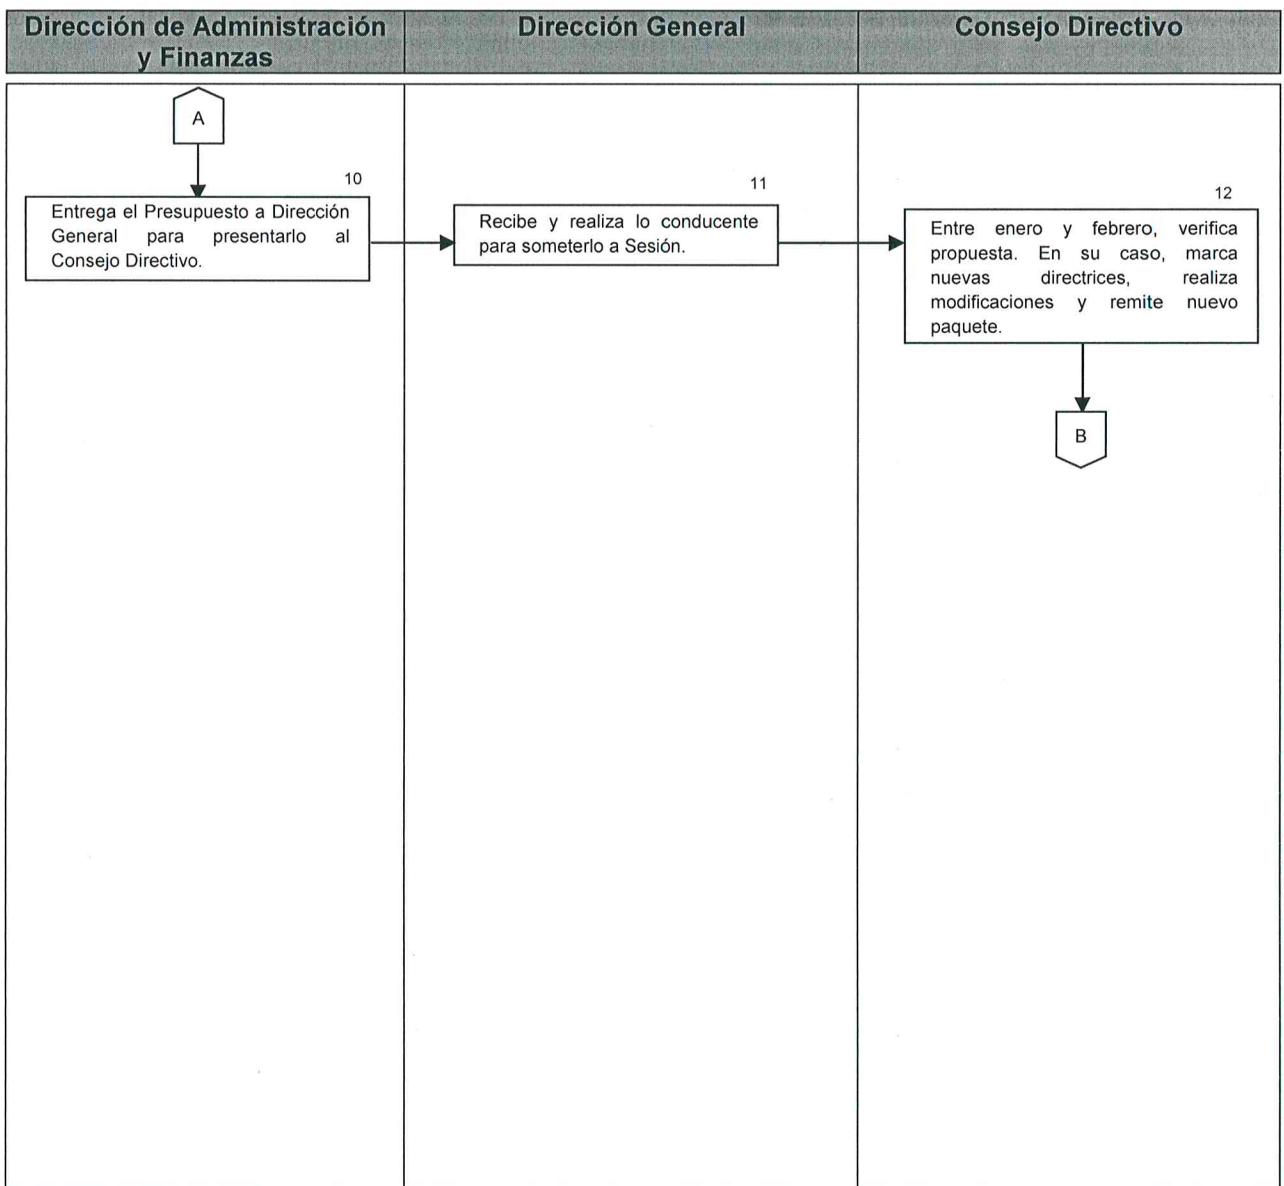 Dirección de Administración
y Finanzas
Dirección General
Consejo Directivo
A
10
Entrega el Presupuesto a Dirección
General para presentarlo al
Consejo Directivo.
11
Recibe y realiza lo conducente
para someterlo a Sesión.
12
Entre enero y febrero, verifica
propuesta. En su caso, marca
nuevas directrices, realiza
modificaciones y remite nuevo
paquete.
B